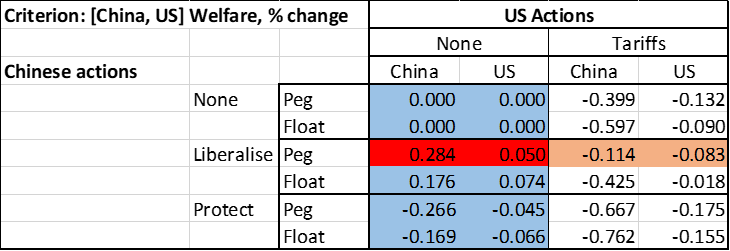 Criterion: [China, US] Welfare, % change US Actions
None Tariffs
Chinese actions China US China US
None Peg 0.000 0.000 -0.399 -0.132
Float 0.000 0.000 -0.597 -0.090
Liberalise Peg 0.284 0.050 -0.114 -0.083
Float 0.176 0.074 -0.425 -0.018
Protect Peg -0.266 -0.045 -0.667 -0.175
Float -0.169 -0.066 -0.762 -0.155